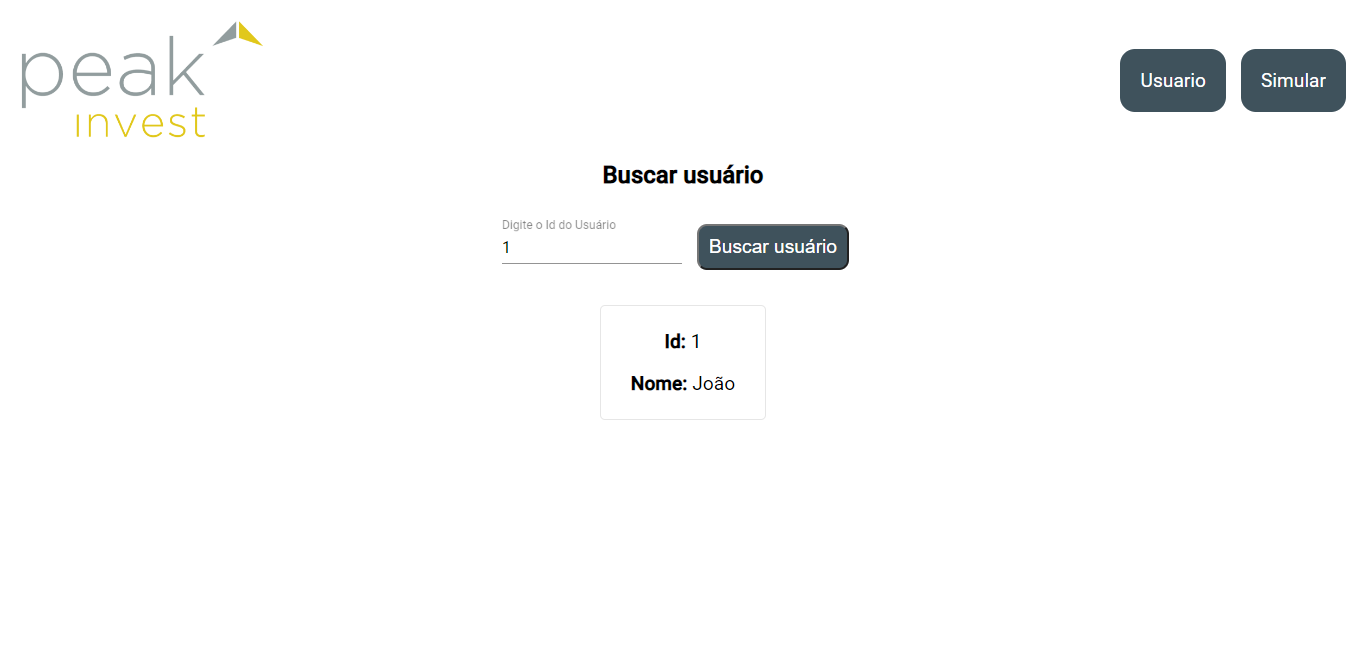 peak
invest
Usuario
Simular
Buscar usuário
Digite o Id do Usuário
1
Buscar usuário
Id: 1
Nome: João